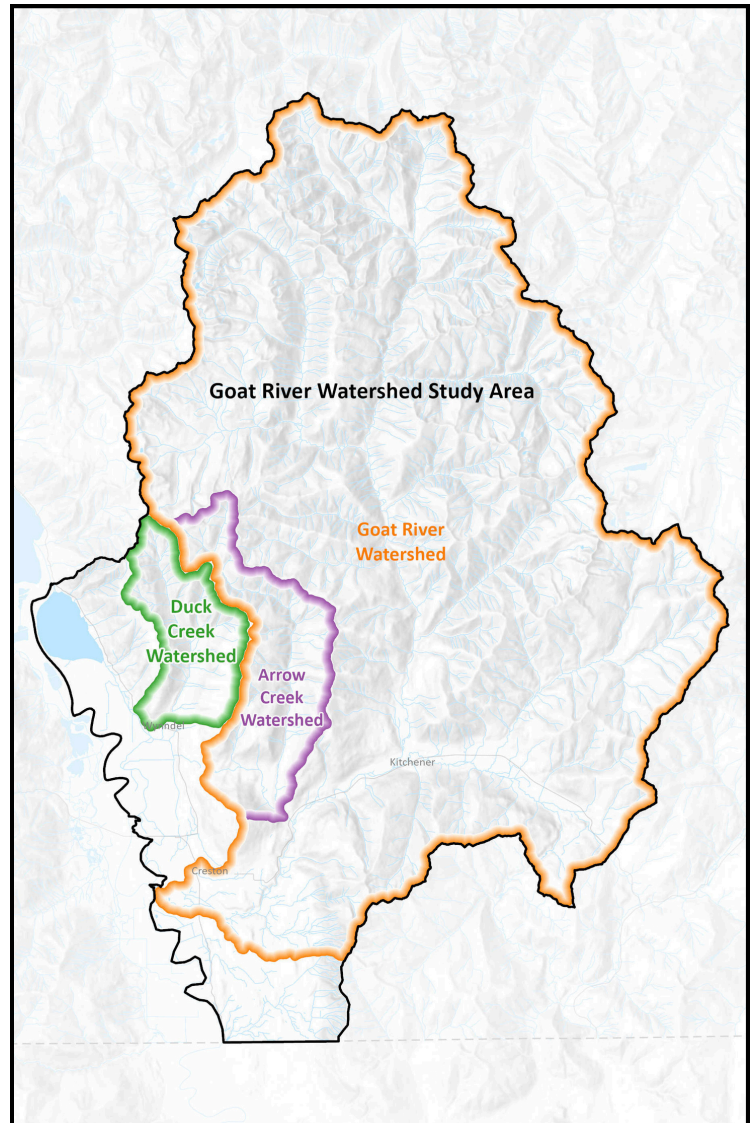 Goat River Watershed Study Area
Goat River
Watershed
Duck
Creek
Watershed
Arrow
Creek
Watershed
Kitchener
Creston